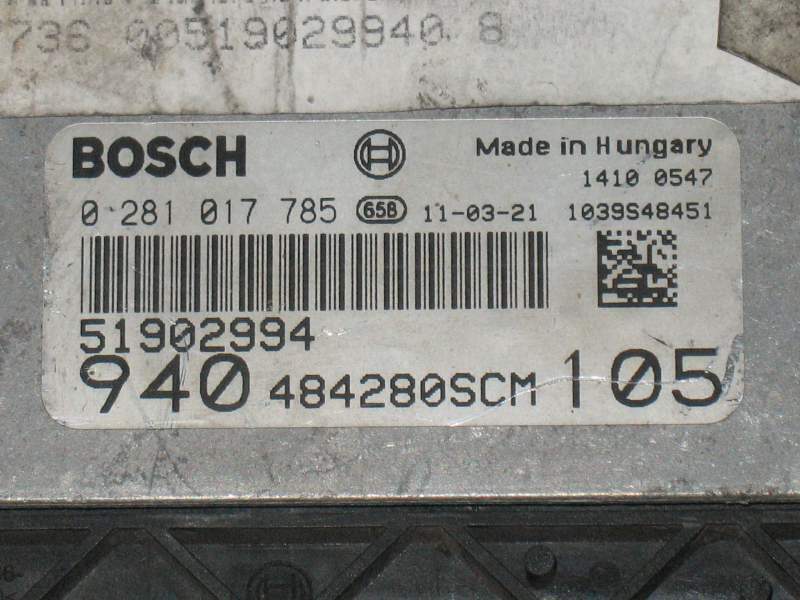 736 00519029940 8
BOSCH Made in Hungary
1410 0547
0 281 017 785 65B 11-03-21 1039S48451
51902994
940 484280SCM 105